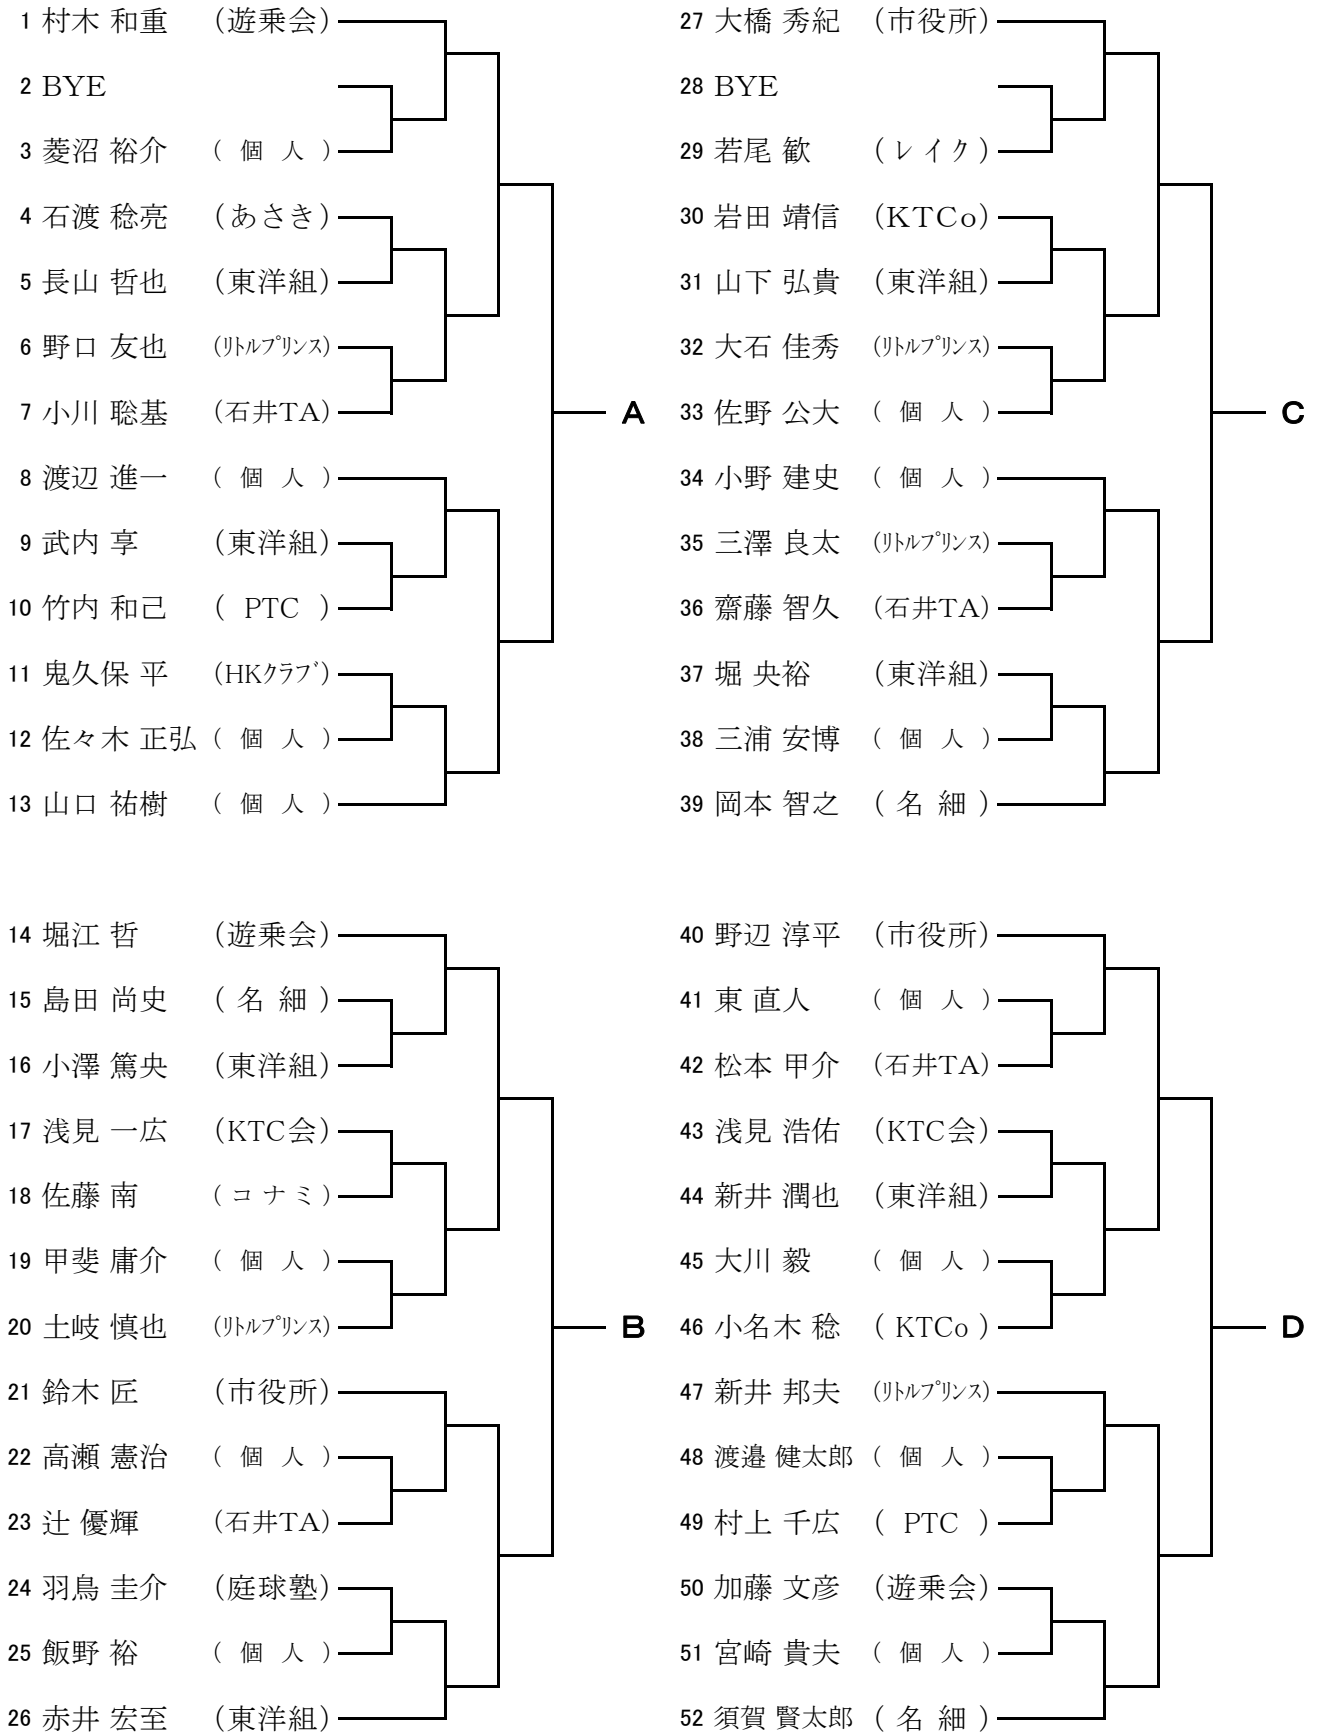 1 村木 和重 (遊乗会)
2 BYE
3 菱沼 裕介 ( 個 人 )
4 石渡 稔亮 (あさき)
5 長山 哲也 (東洋組)
6 野口 友也 (ﾘﾄﾙﾌﾟﾘﾝｽ)
7 小川 聡基 (石井TA)
A
8 渡辺 進一 ( 個 人 )
9 武内 享 (東洋組)
10 竹内 和己 ( PTC )
11 鬼久保 平 (HKｸﾗﾌﾞ)
12 佐々木 正弘 ( 個 人 )
13 山口 祐樹 ( 個 人 )
14 堀江 哲 (遊乗会)
15 島田 尚史 ( 名 細 )
16 小澤 篤央 (東洋組)
17 浅見 一広 (KTC会)
18 佐藤 南 ( コ ナ ミ )
19 甲斐 庸介 ( 個 人 )
20 土岐 慎也 (ﾘﾄﾙﾌﾟﾘﾝｽ)
B
21 鈴木 匠 (市役所)
22 高瀬 憲治 ( 個 人 )
23 辻 優輝 (石井TA)
24 羽鳥 圭介 (庭球塾)
25 飯野 裕 ( 個 人 )
26 赤井 宏至 (東洋組)
27 大橋 秀紀 (市役所)
28 BYE
29 若尾 歓 ( レ イ ク )
30 岩田 靖信 (KTCo)
31 山下 弘貴 (東洋組)
32 大石 佳秀 (ﾘﾄﾙﾌﾟﾘﾝｽ)
33 佐野 公大 ( 個 人 )
C
34 小野 建史 ( 個 人 )
35 三澤 良太 (ﾘﾄﾙﾌﾟﾘﾝｽ)
36 齋藤 智久 (石井TA)
37 堀 央裕 (東洋組)
38 三浦 安博 ( 個 人 )
39 岡本 智之 ( 名 細 )
40 野辺 淳平 (市役所)
41 東 直人 ( 個 人 )
42 松本 甲介 (石井TA)
43 浅見 浩佑 (KTC会)
44 新井 潤也 (東洋組)
45 大川 毅 ( 個 人 )
46 小名木 稔 ( KTCo )
D
47 新井 邦夫 (ﾘﾄﾙﾌﾟﾘﾝｽ)
48 渡邉 健太郎 ( 個 人 )
49 村上 千広 ( PTC )
50 加藤 文彦 (遊乗会)
51 宮崎 貴夫 ( 個 人 )
52 須賀 賢太郎 ( 名 細 )